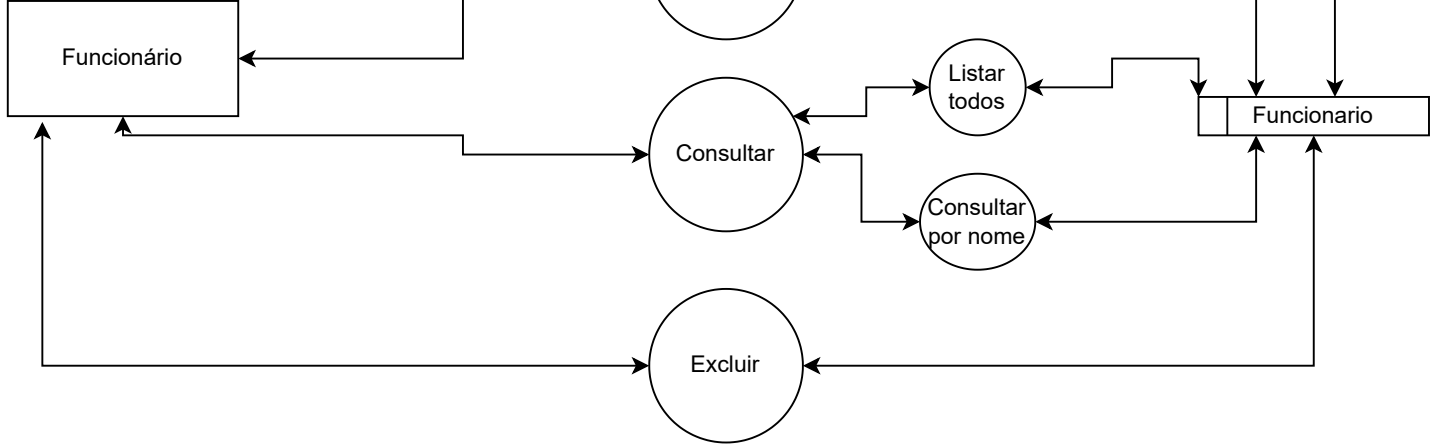 Funcionário
Listar
todos
Funcionario
Consultar
Consultar
por nome
Excluir